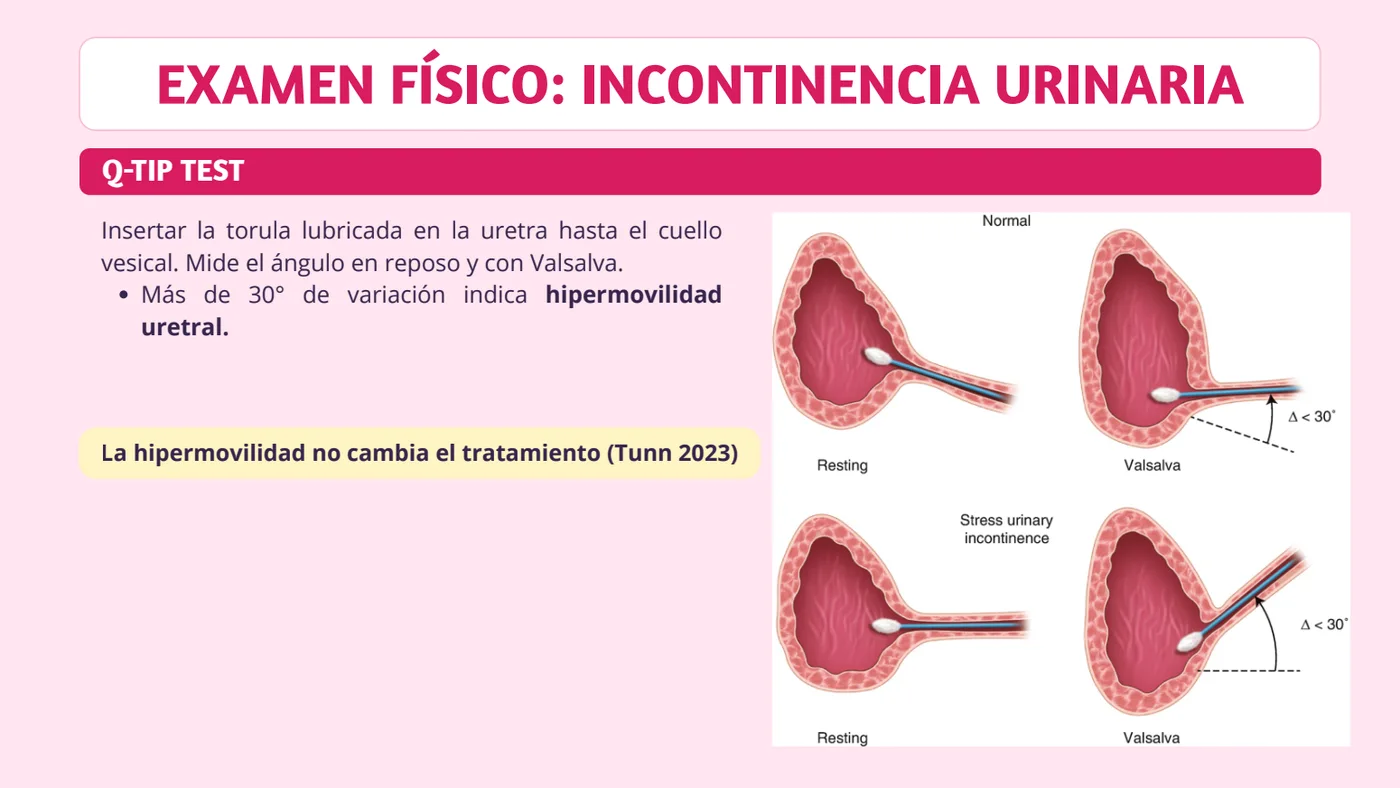 EXAMEN FÍSICO: INCONTINENCIA URINARIA
Q-TIP TEST
Insertar la torula lubricada en la uretra hasta el cuello
vesical. Mide el ángulo en reposo y con Valsalva.
• Más de 30° de variación indica hipermovilidad
uretral.
La hipermovilidad no cambia el tratamiento (Tunn 2023)
Normal
Δ < 30°
Resting
Valsalva
Stress urinary
incontinence
Δ < 30°
Resting
Valsalva